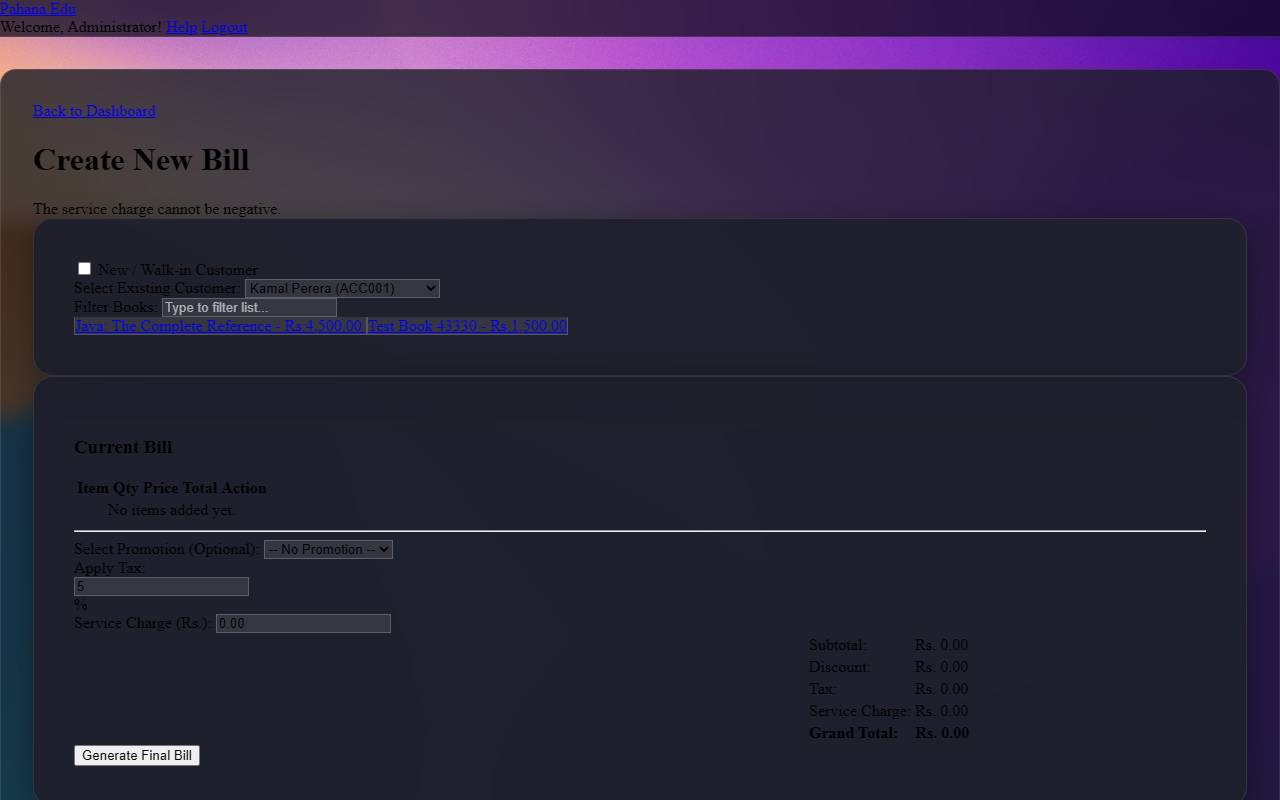 Pahana Edu
Welcome, Administrator! Help Logout
Back to Dashboard
Create New Bill
The service charge cannot be negative.
New / Walk-in Customer
Select Existing Customer: Kamal Perera (ACC001)
Filter Books: Type to filter list...
Java: The Complete Reference - Rs.4,500.00 Test Book 43330 - Rs.1,500.00
Current Bill
Item Qty Price Total Action
No items added yet.
Select Promotion (Optional): -- No Promotion --
Apply Tax:
5
%
Service Charge (Rs.): 0.00
Subtotal: Rs. 0.00
Discount: Rs. 0.00
Tax: Rs. 0.00
Service Charge: Rs. 0.00
Grand Total: Rs. 0.00
Generate Final Bill